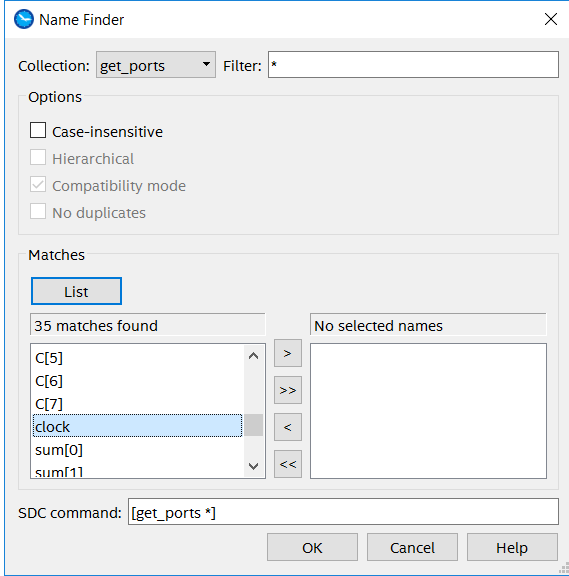 Name Finder
Collection: get_ports Filter: *
Options
Case-insensitive
Hierarchical
Compatibility mode
No duplicates
Matches
List
35 matches found No selected names
C[5]
C[6]
C[7]
clock
sum[0]
sum[1]
>
>>
<
<<
SDC command: [get_ports *]
OK Cancel Help